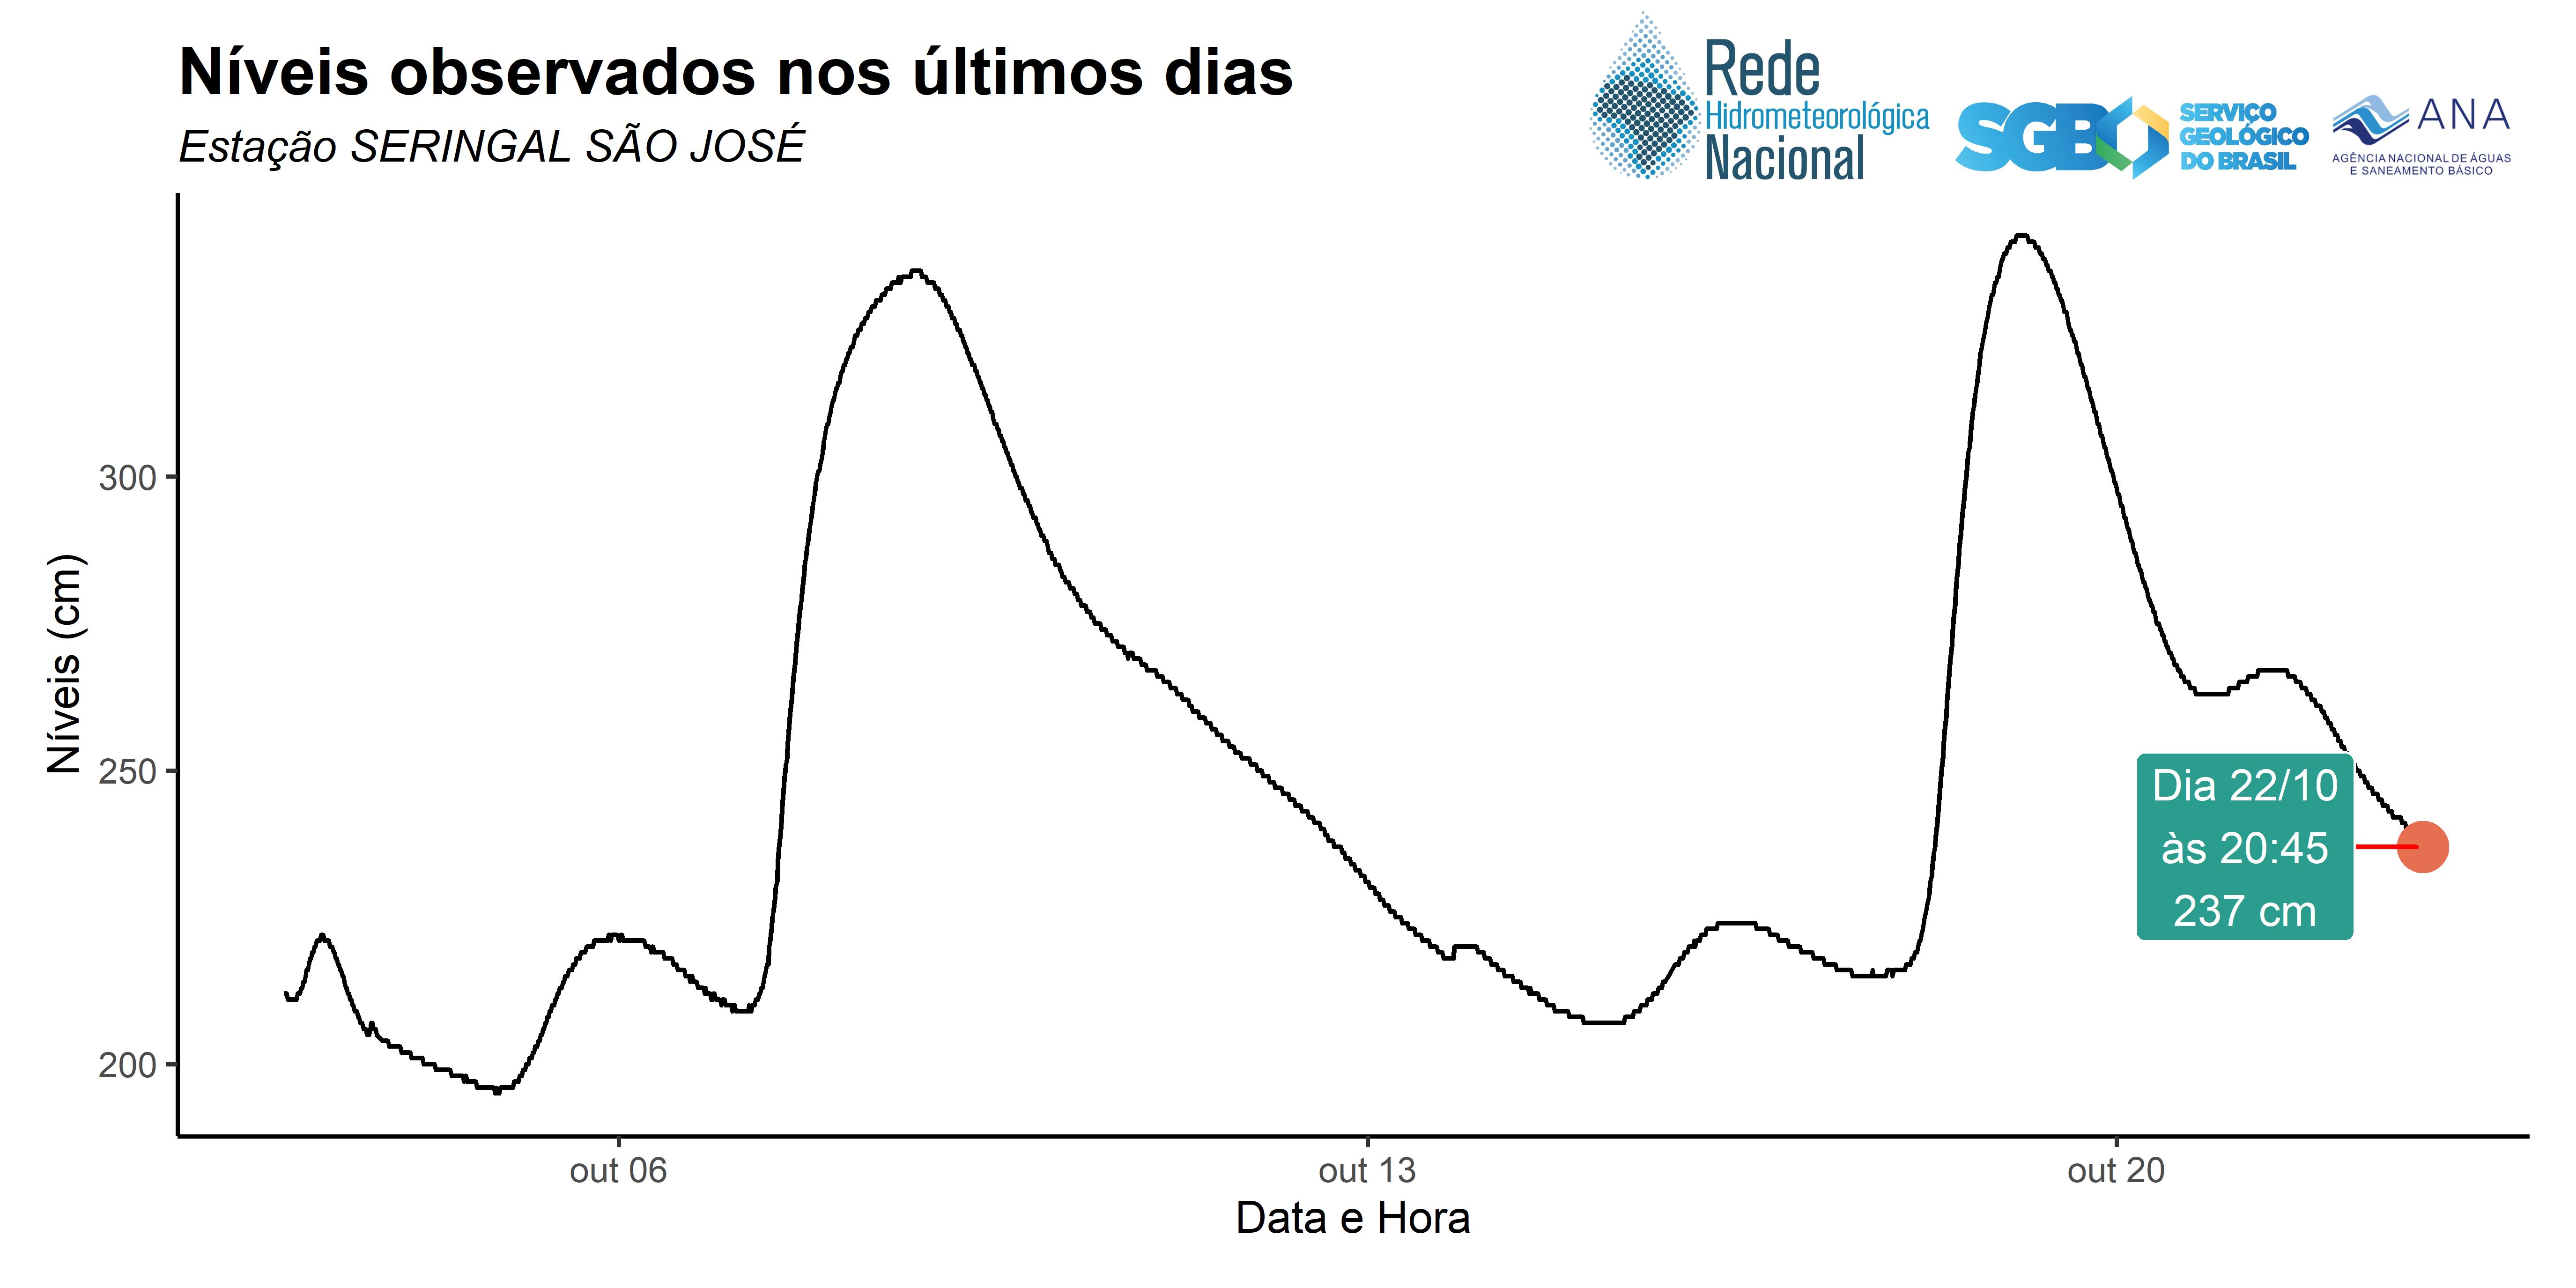 Níveis observados nos últimos dias
Estação SERINGAL SÃO JOSÉ
Rede
Hidrometeorológica
Nacional
SGB
SERVIÇO
GEOLÓGICO
DO BRASIL
ANA
AGÊNCIA NACIONAL DE ÁGUAS
E SANEAMENTO BÁSICO
Níveis (cm)
300
250
200
Dia 22/10
às 20:45
237 cm
out 06
out 13
out 20
Data e Hora